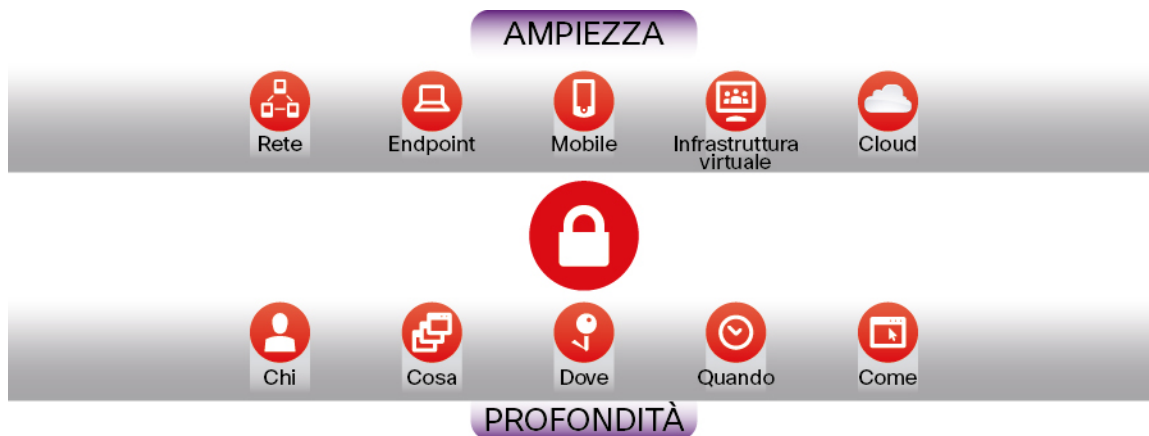 AMPIEZZA
Rete
Endpoint
Mobile
Infrastruttura
virtuale
Cloud
Chi
Cosa
Dove
Quando
Come
PROFONDITÀ